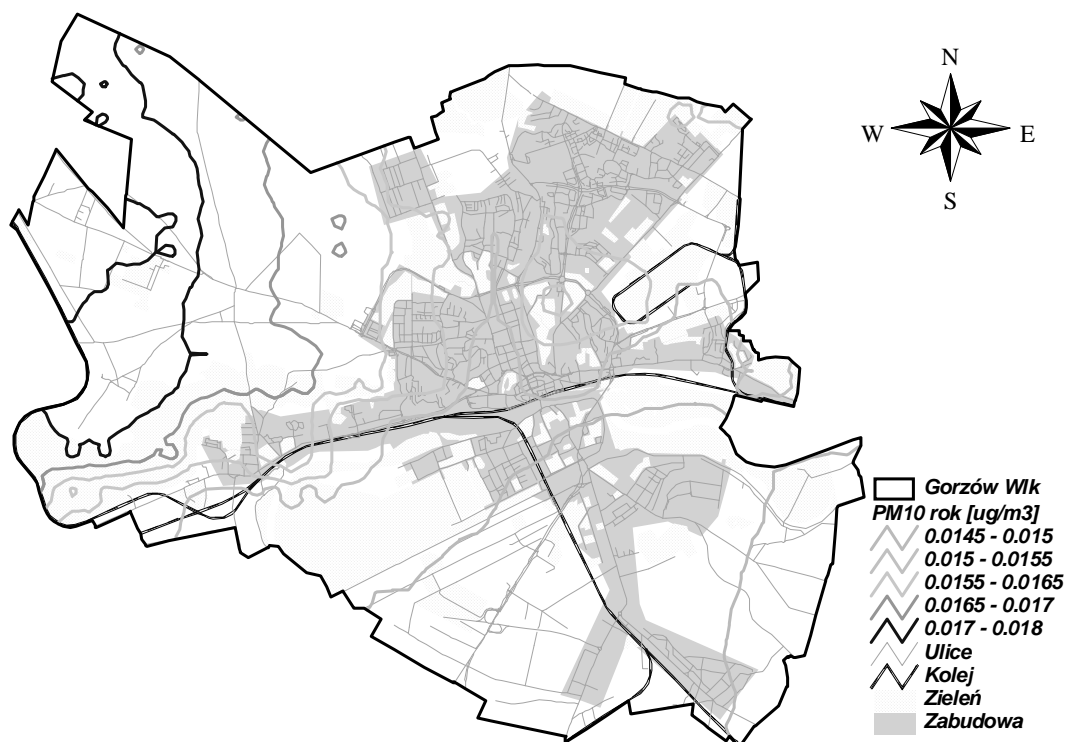 N
W
E
S
Gorzów Wlk
PM10 rok [ug/m3]
0.0145 - 0.015
0.015 - 0.0155
0.0155 - 0.0165
0.0165 - 0.017
0.017 - 0.018
Ulice
Kolej
Zieleń
Zabudowa